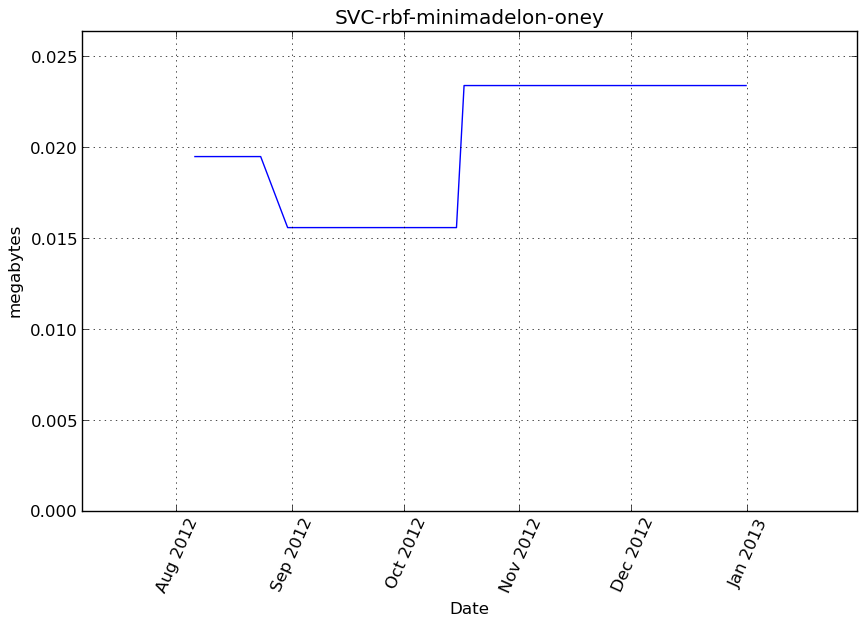 SVC-rbf-minimadelon-oney
0.025
0.020
0.015
0.010
0.005
0.000
megabytes
Aug 2012
Sep 2012
Oct 2012
Nov 2012
Dec 2012
Jan 2013
Date